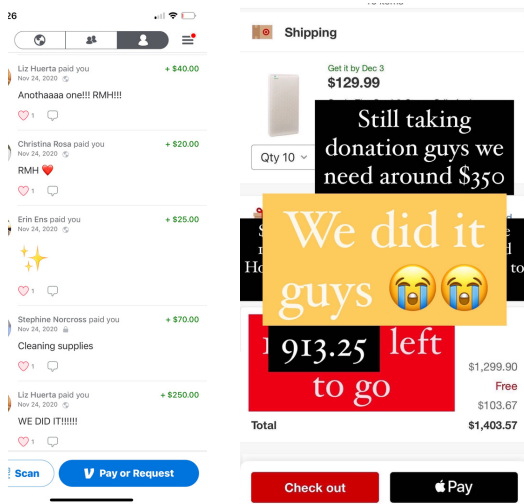 26
Liz Huerta paid you
+ $40.00
Nov 24, 2020
Anothaaaa one!!! RMH!!!
1
Christina Rosa paid you
+ $20.00
Nov 24, 2020
RMH ❤️
1
Erin Ens paid you
+ $25.00
Nov 24, 2020
✨
1
Stephine Norcross paid you
+ $70.00
Nov 24, 2020
Cleaning supplies
1
Liz Huerta paid you
+ $250.00
Nov 24, 2020
WE DID IT!!!!!!
1
Scan
Pay or Request
Shipping
Get it by Dec 3
$129.99
Qty 10
Still taking
donation guys we
need around $350
Ho
to
We did it
guys 😭😭
913.25 left
to go
$1,299.90
Free
$103.67
Total
$1,403.57
Check out
Pay